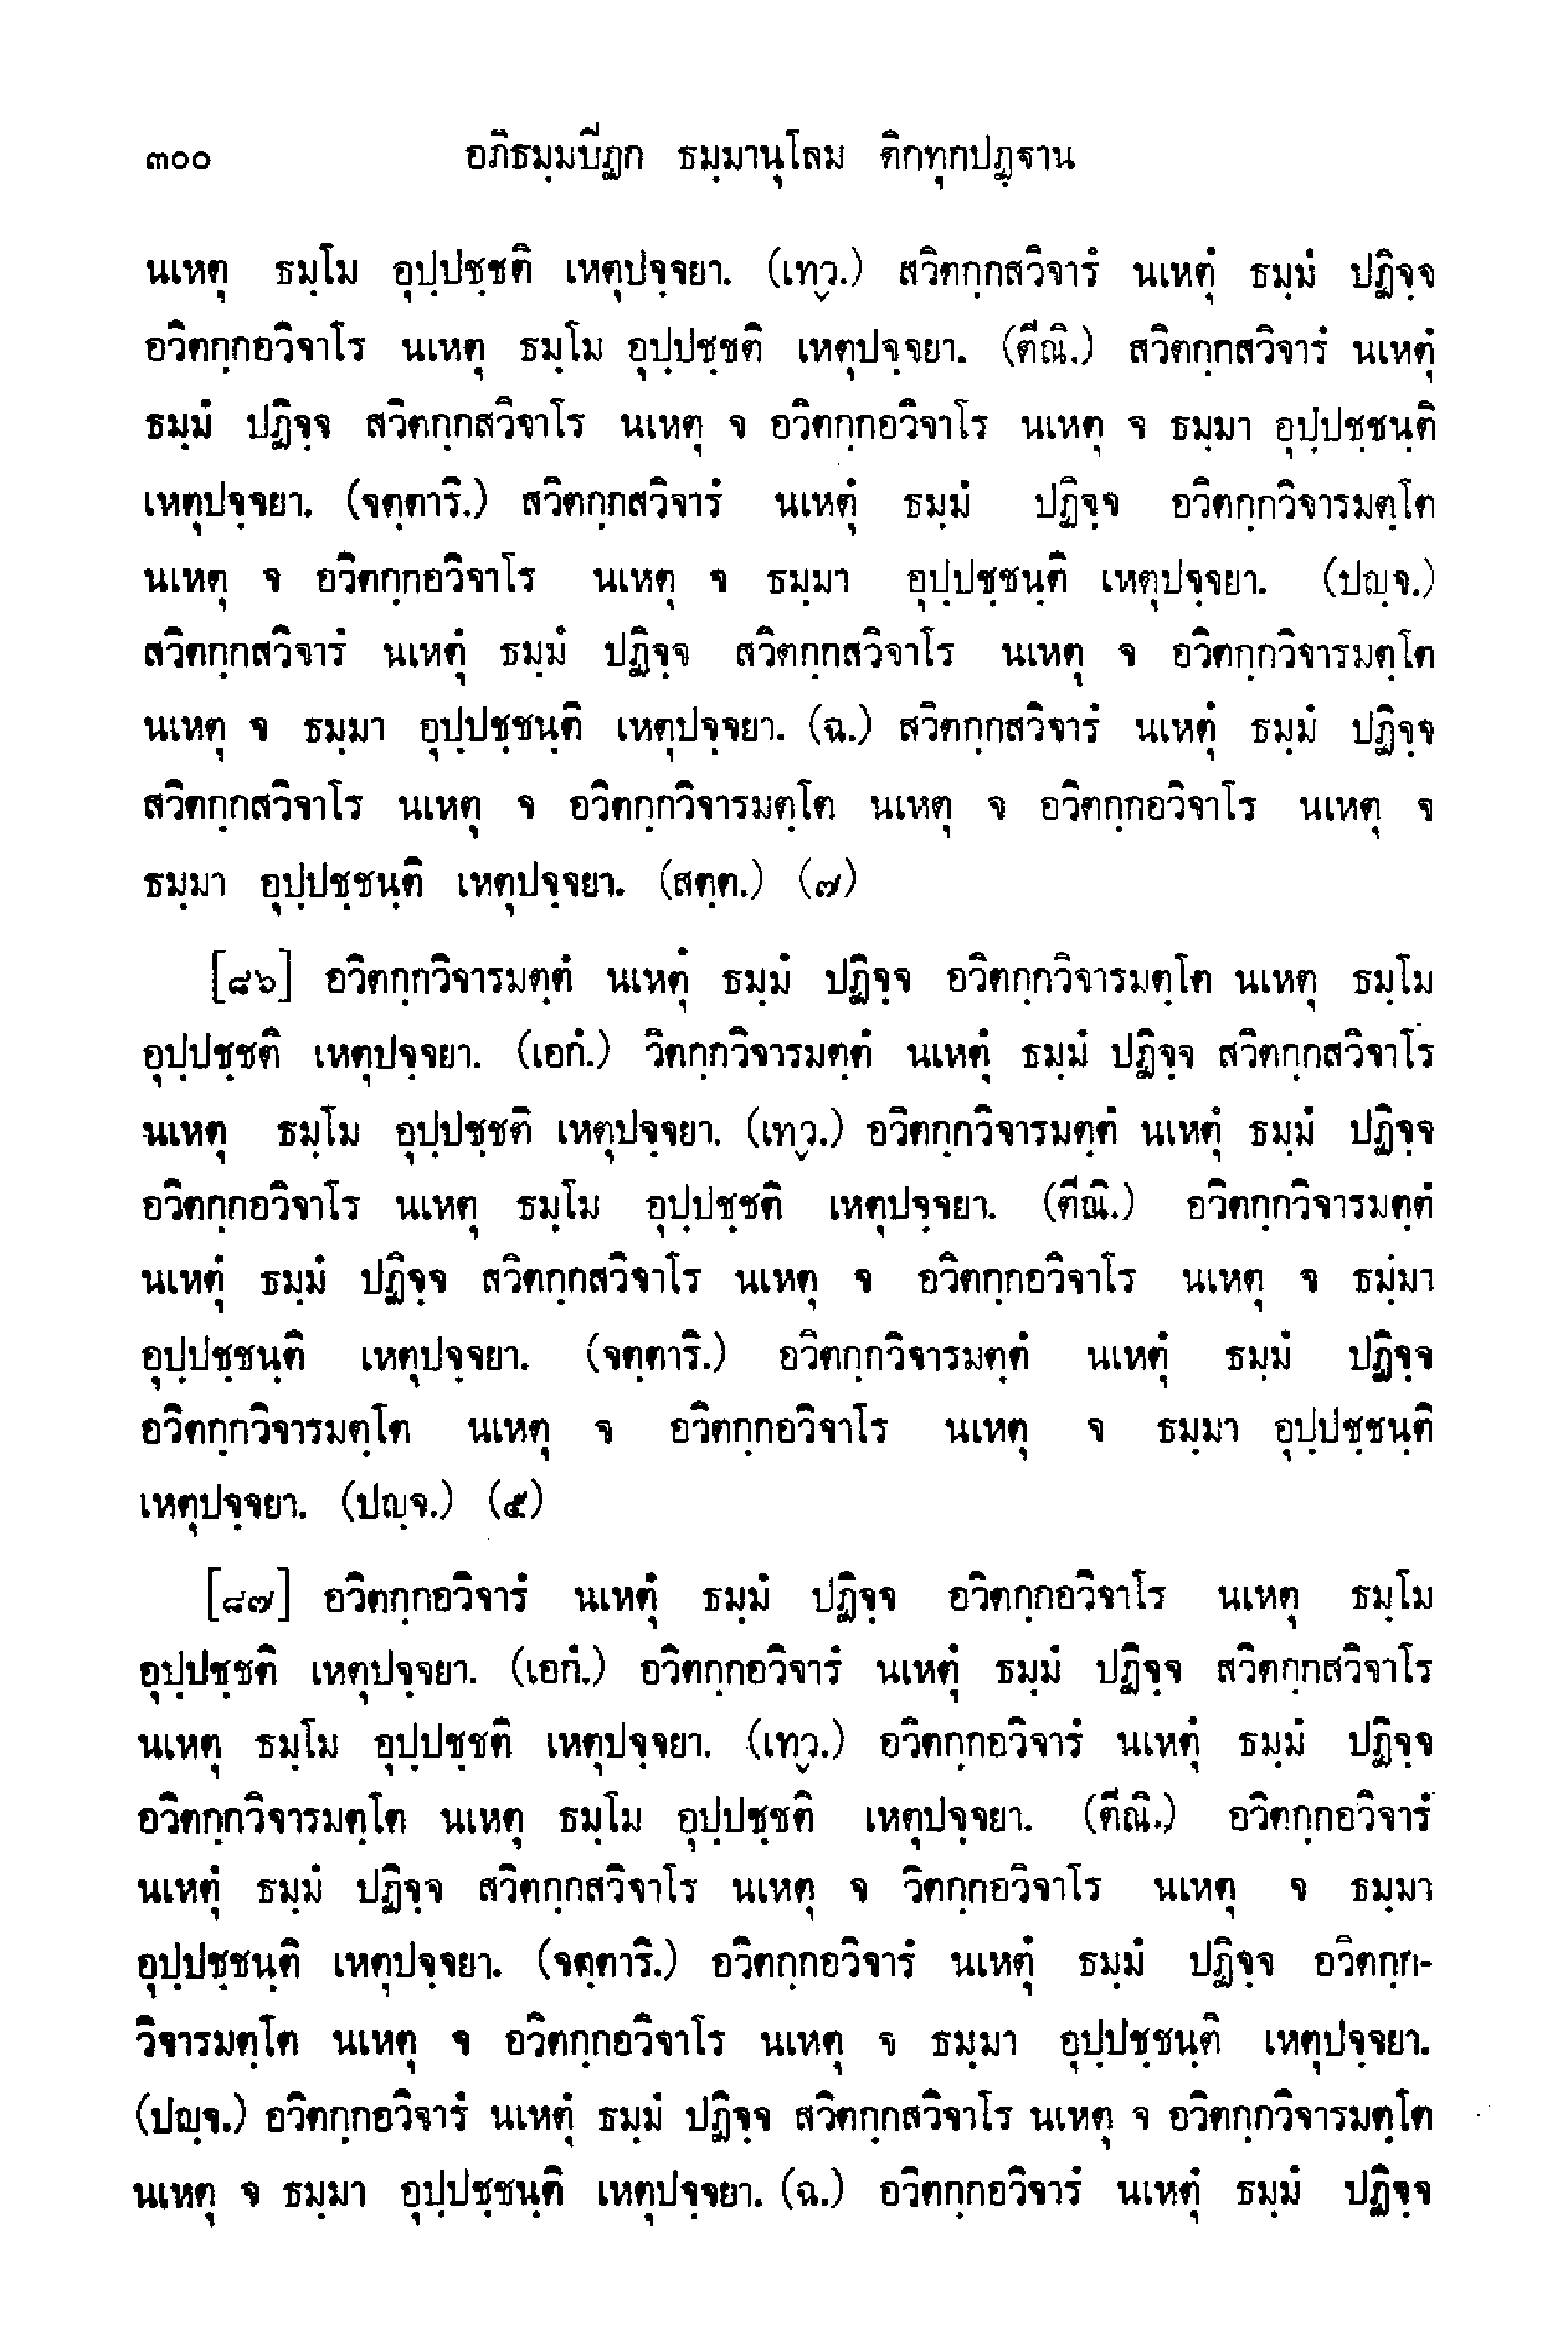 ๓๐๐ อภิธมฺมปีฏก ธมฺมานุโลม ติกทุกปฏฺฐาน
นเหตุ ธมฺโม อุปฺปชฺชติ เหตุปจฺจยา. (เทฺว.) สวิตกฺกสวิจารํ นเหตุํ ธมฺมํ ปฏิจฺจ
อวิตกฺกอวิจาโร นเหตุ ธมฺโม อุปฺปชฺชติ เหตุปจฺจยา. (ตีณิ.) สวิตกฺกสวิจารํ นเหตุํ
ธมฺมํ ปฏิจฺจ สวิตกฺกสวิจาโร นเหตุ จ อวิตกฺกอวิจาโร นเหตุ จ ธมฺมา อุปฺปชฺชนฺติ
เหตุปจฺจยา. (จตฺตาริ.) สวิตกฺกสวิจารํ นเหตุํ ธมฺมํ ปฏิจฺจ อวิตกฺกวิจารมตฺโต
นเหตุ จ อวิตกฺกอวิจาโร นเหตุ จ ธมฺมา อุปฺปชฺชนฺติ เหตุปจฺจยา. (ปญฺจ.)
สวิตกฺกสวิจารํ นเหตุํ ธมฺมํ ปฏิจฺจ สวิตกฺกสวิจาโร นเหตุ จ อวิตกฺกวิจารมตฺโต
นเหตุ จ ธมฺมา อุปฺปชฺชนฺติ เหตุปจฺจยา. (ฉ.) สวิตกฺกสวิจารํ นเหตุํ ธมฺมํ ปฏิจฺจ
สวิตกฺกสวิจาโร นเหตุ จ อวิตกฺกวิจารมตฺโต นเหตุ จ อวิตกฺกอวิจาโร นเหตุ จ
ธมฺมา อุปฺปชฺชนฺติ เหตุปจฺจยา. (สตฺต.) (๗)
[๘๖] อวิตกฺกวิจารมตฺตํ นเหตุํ ธมฺมํ ปฏิจฺจ อวิตกฺกวิจารมตฺโต นเหตุ ธมฺโม
อุปฺปชฺชติ เหตุปจฺจยา. (เอกํ.) วิตกฺกวิจารมตฺตํ นเหตุํ ธมฺมํ ปฏิจฺจ สวิตกฺกสวิจาโร
นเหตุ ธมฺโม อุปฺปชฺชติ เหตุปจฺจยา. (เทฺว.) อวิตกฺกวิจารมตฺตํ นเหตุํ ธมฺมํ ปฏิจฺจ
อวิตกฺกอวิจาโร นเหตุ ธมฺโม อุปฺปชฺชติ เหตุปจฺจยา. (ตีณิ.) อวิตกฺกวิจารมตฺตํ
นเหตุํ ธมฺมํ ปฏิจฺจ สวิตกฺกสวิจาโร นเหตุ จ อวิตกฺกอวิจาโร นเหตุ จ ธมฺมา
อุปฺปชฺชนฺติ เหตุปจฺจยา. (จตฺตาริ.) อวิตกฺกวิจารมตฺตํ นเหตุํ ธมฺมํ ปฏิจฺจ
อวิตกฺกวิจารมตฺโต นเหตุ จ อวิตกฺกอวิจาโร นเหตุ จ ธมฺมา อุปฺปชฺชนฺติ
เหตุปจฺจยา. (ปญฺจ.) (๕)
[๘๗] อวิตกฺกอวิจารํ นเหตุํ ธมฺมํ ปฏิจฺจ อวิตกฺกอวิจาโร นเหตุ ธมฺโม
อุปฺปชฺชติ เหตุปจฺจยา. (เอกํ.) อวิตกฺกอวิจารํ นเหตุํ ธมฺมํ ปฏิจฺจ สวิตกฺกสวิจาโร
นเหตุ ธมฺโม อุปฺปชฺชติ เหตุปจฺจยา. (เทฺว.) อวิตกฺกอวิจารํ นเหตุํ ธมฺมํ ปฏิจฺจ
อวิตกฺกวิจารมตฺโต นเหตุ ธมฺโม อุปฺปชฺชติ เหตุปจฺจยา. (ตีณิ.) อวิตกฺกอวิจารํ
นเหตุํ ธมฺมํ ปฏิจฺจ สวิตกฺกสวิจาโร นเหตุ จ วิตกฺกอวิจาโร นเหตุ จ ธมฺมา
อุปฺปชฺชนฺติ เหตุปจฺจยา. (จตฺตาริ.) อวิตกฺกอวิจารํ นเหตุํ ธมฺมํ ปฏิจฺจ อวิตกฺก-
วิจารมตฺโต นเหตุ จ อวิตกฺกอวิจาโร นเหตุ จ ธมฺมา อุปฺปชฺชนฺติ เหตุปจฺจยา.
(ปญฺจ.) อวิตกฺกอวิจารํ นเหตุํ ธมฺมํ ปฏิจฺจ สวิตกฺกสวิจาโร นเหตุ จ อวิตกฺกวิจารมตฺโต
นเหตุ จ ธมฺมา อุปฺปชฺชนฺติ เหตุปจฺจยา. (ฉ.) อวิตกฺกอวิจารํ นเหตุํ ธมฺมํ ปฏิจฺจ